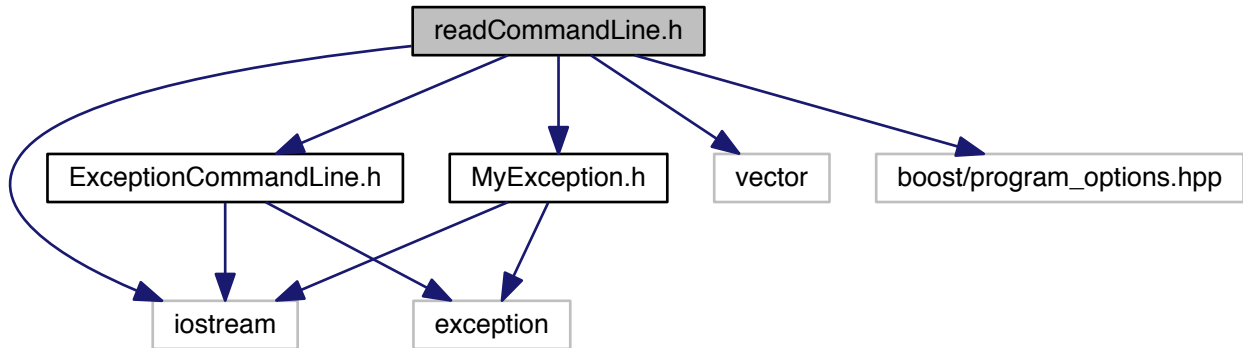 readCommandLine.h
ExceptionCommandLine.h
MyException.h
vector
boost/program_options.hpp
iostream
exception